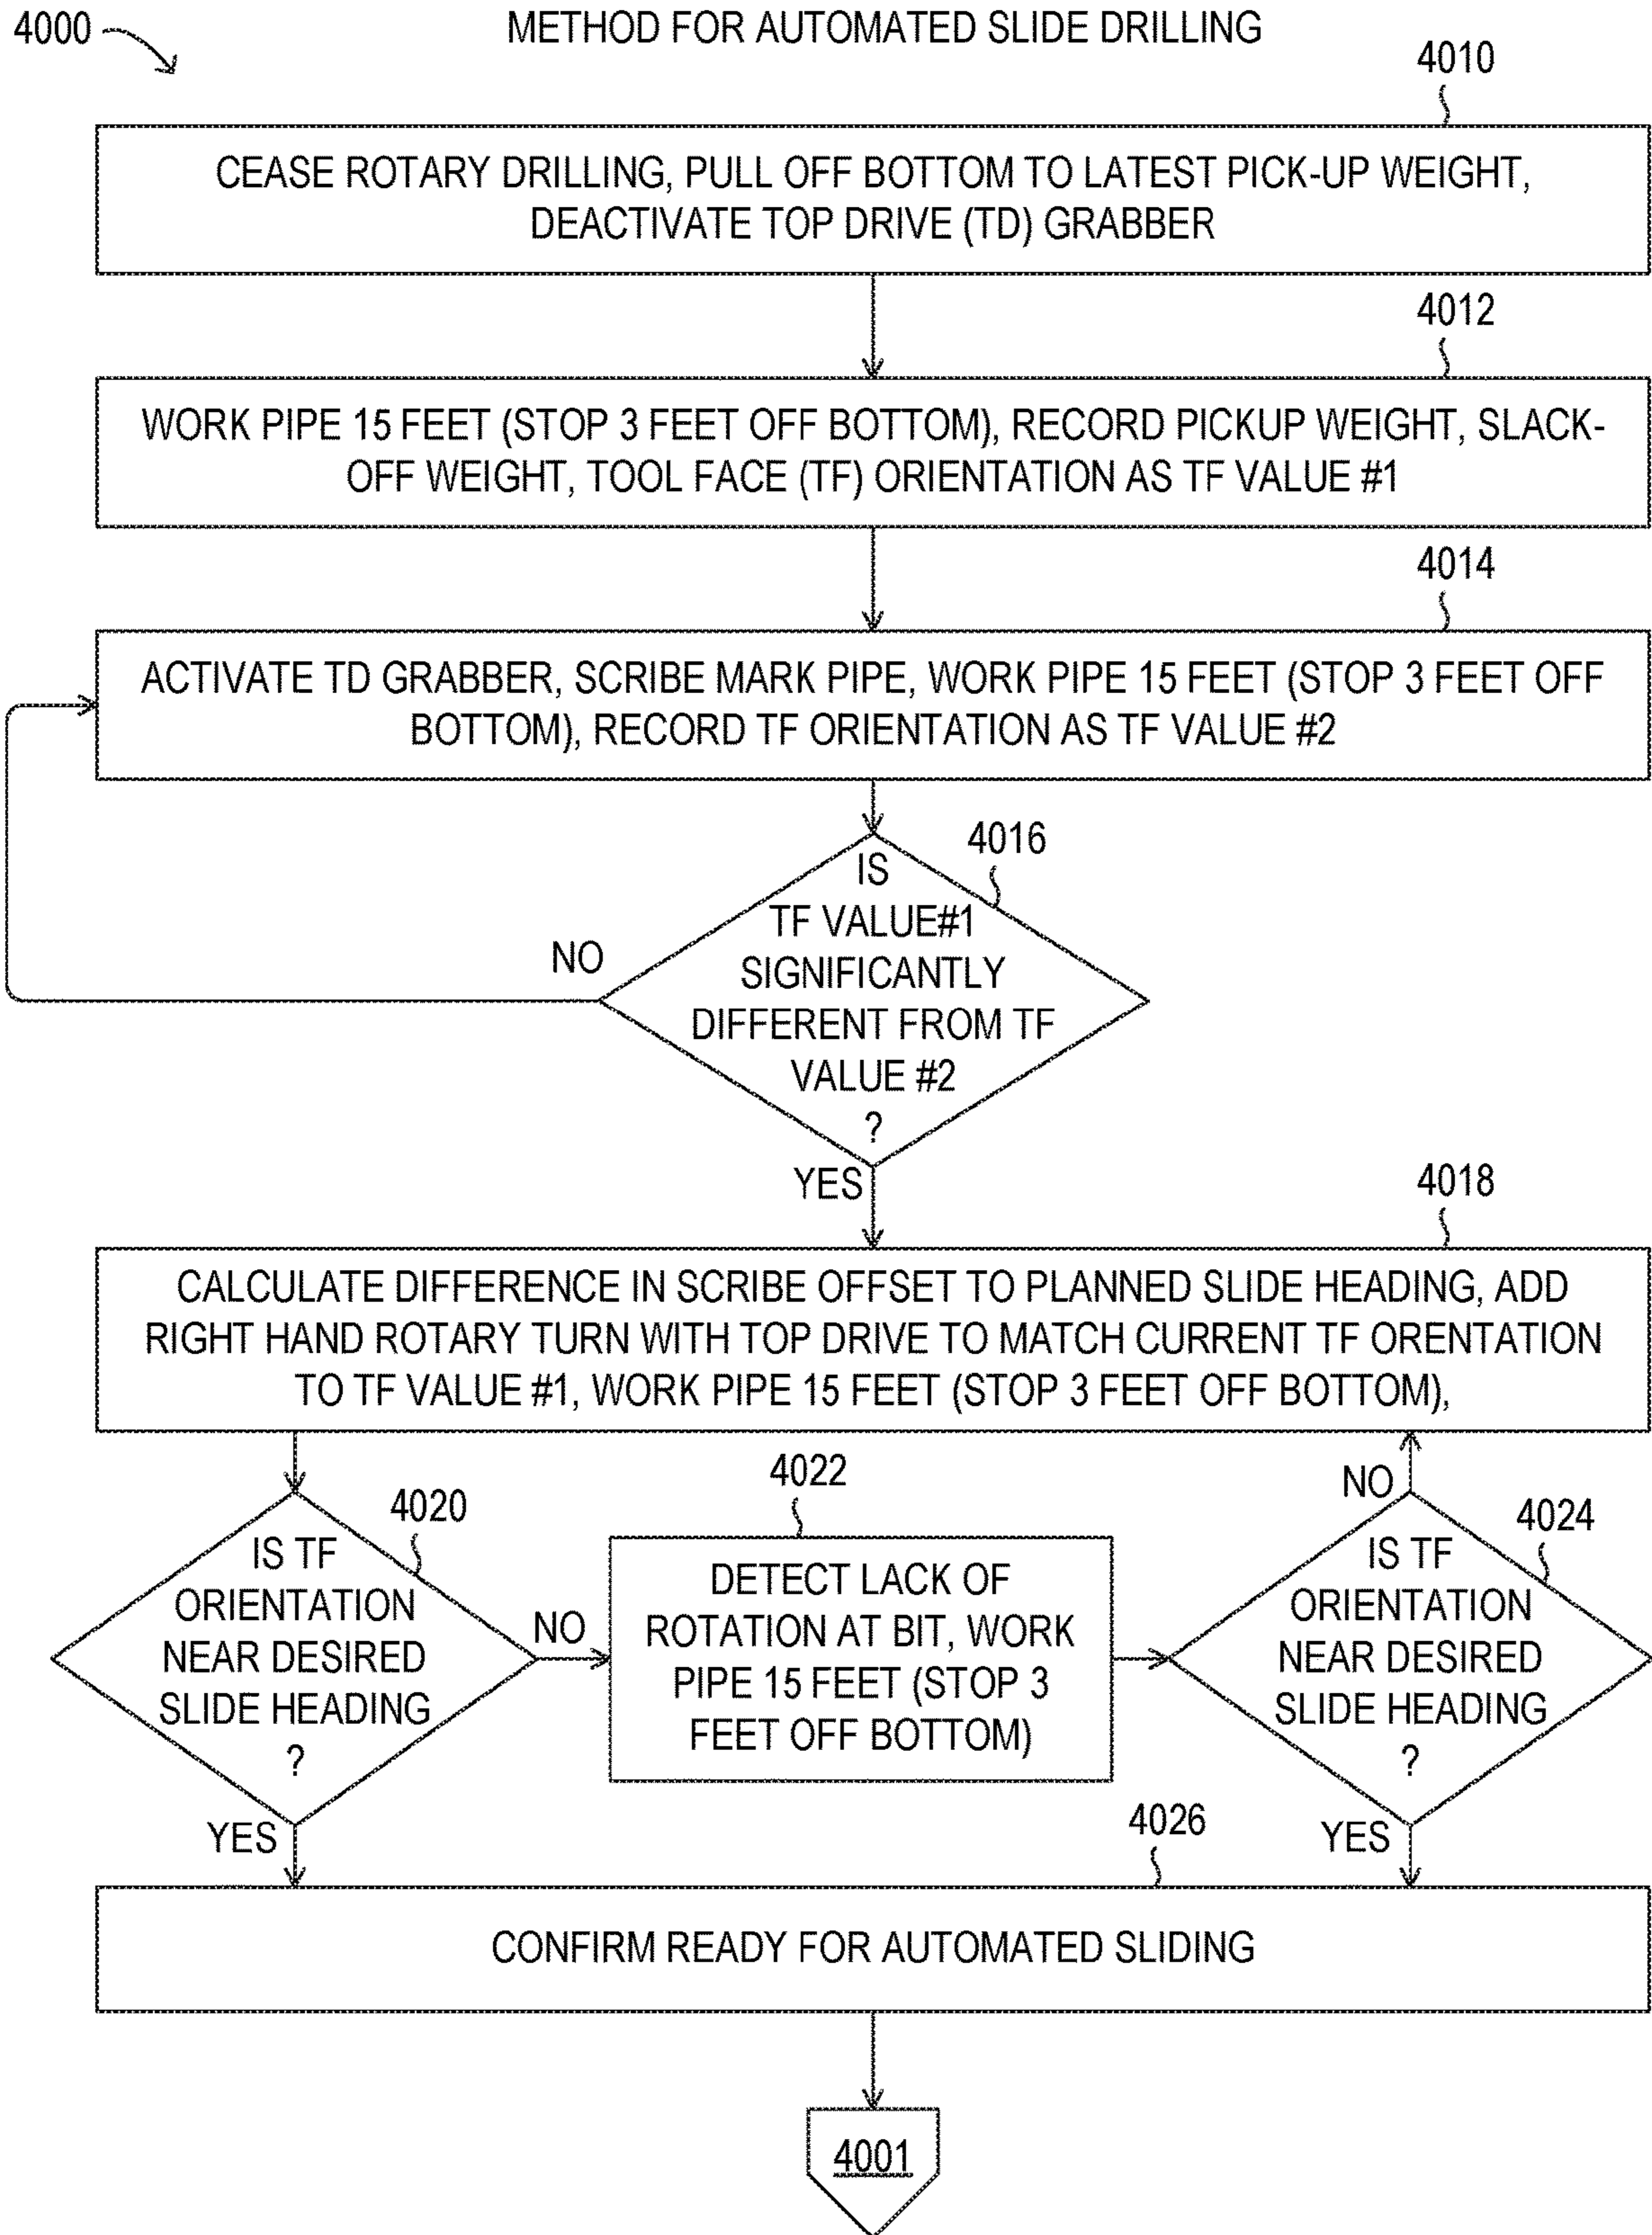 4000
METHOD FOR AUTOMATED SLIDE DRILLING
4010
CEASE ROTARY DRILLING, PULL OFF BOTTOM TO LATEST PICK-UP WEIGHT,
DEACTIVATE TOP DRIVE (TD) GRABBER
4012
WORK PIPE 15 FEET (STOP 3 FEET OFF BOTTOM), RECORD PICKUP WEIGHT, SLACK-
OFF WEIGHT, TOOL FACE (TF) ORIENTATION AS TF VALUE #1
4014
ACTIVATE TD GRABBER, SCRIBE MARK PIPE, WORK PIPE 15 FEET (STOP 3 FEET OFF
BOTTOM), RECORD TF ORIENTATION AS TF VALUE #2
4016
IS
TF VALUE#1
SIGNIFICANTLY
DIFFERENT FROM TF
VALUE #2
?
NO
YES
4018
CALCULATE DIFFERENCE IN SCRIBE OFFSET TO PLANNED SLIDE HEADING, ADD
RIGHT HAND ROTARY TURN WITH TOP DRIVE TO MATCH CURRENT TF ORENTATION
TO TF VALUE #1, WORK PIPE 15 FEET (STOP 3 FEET OFF BOTTOM),
4020
IS TF
ORIENTATION
NEAR DESIRED
SLIDE HEADING
?
NO
YES
4022
DETECT LACK OF
ROTATION AT BIT, WORK
PIPE 15 FEET (STOP 3
FEET OFF BOTTOM)
NO
4024
IS TF
ORIENTATION
NEAR DESIRED
SLIDE HEADING
?
YES
4026
CONFIRM READY FOR AUTOMATED SLIDING
4001